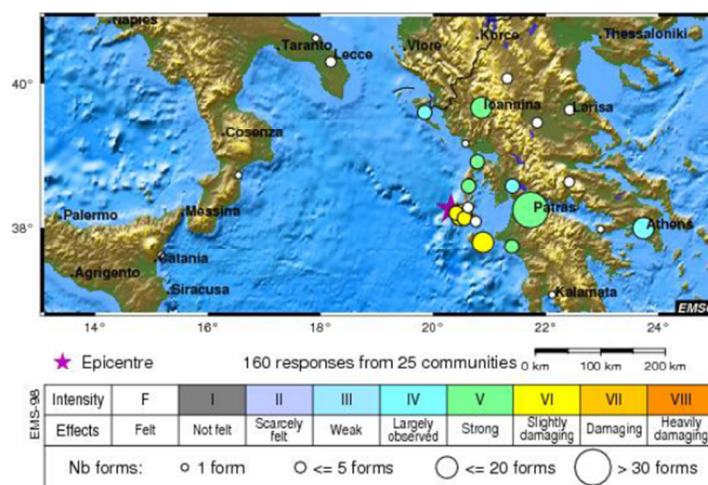 Naples
Korce
Thessaloniki
Taranto
Vlore
Lecce
40°
Ioannina
Larisa
Cosenza
Palermo
Messina
Patras
Athens
38°
Catania
Agrigento
Siracusa
Kalamata
EMSC
14°
16°
18°
20°
22°
24°
Epicentre
160 responses from 25 communities
0 km 100 km 200 km
EMS-98
Intensity F I II III IV V VI VII VIII
Effects Felt Not felt Scarcely felt Weak Largely observed Strong Slightly damaging Damaging Heavily damaging
Nb forms: 1 form <= 5 forms <= 20 forms > 30 forms